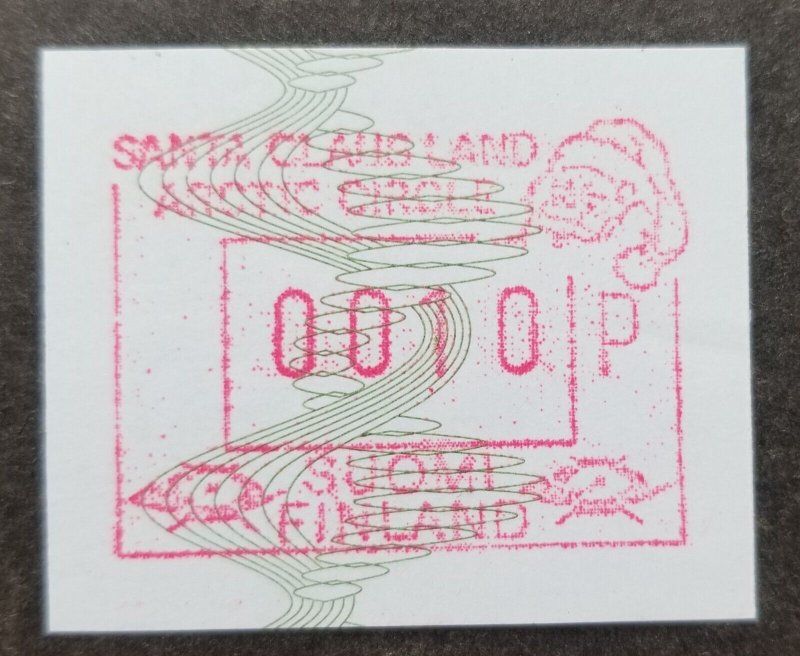 SANTA CLAUS LAND
ARCTIC CIRCLE
0010 P
SUOMI
FINLAND